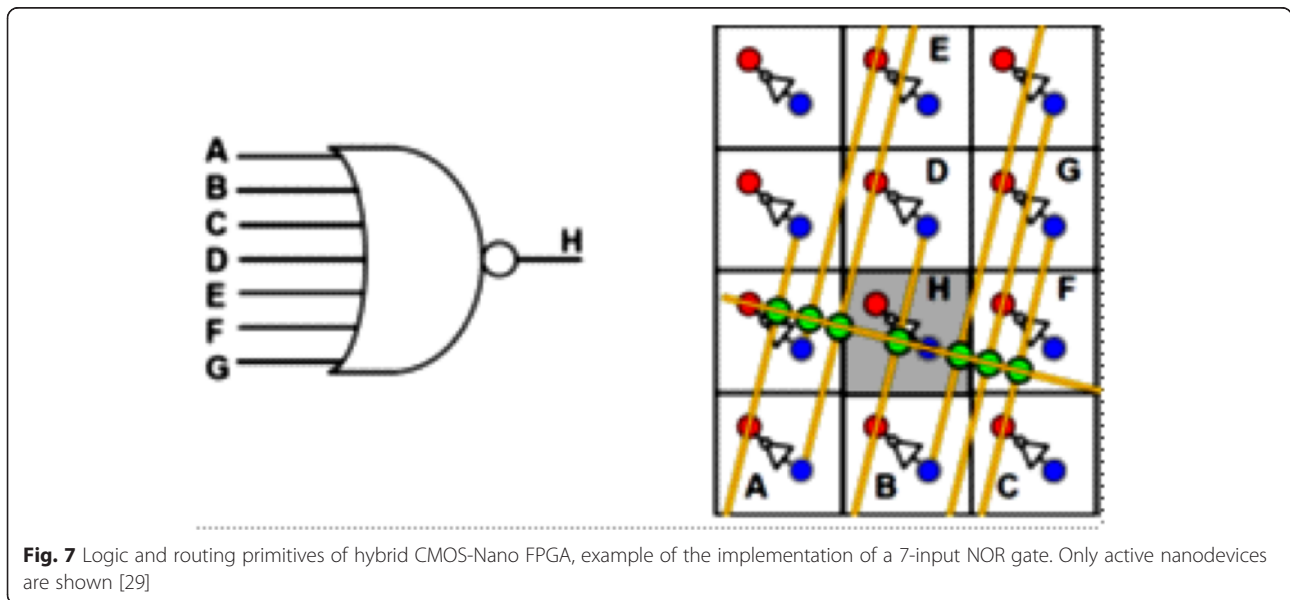 A
B
C
D
E
F
G
H
E
D
G
H
F
A
B
C
Fig. 7 Logic and routing primitives of hybrid CMOS-Nano FPGA, example of the implementation of a 7-input NOR gate. Only active nanodevices
are shown [29]